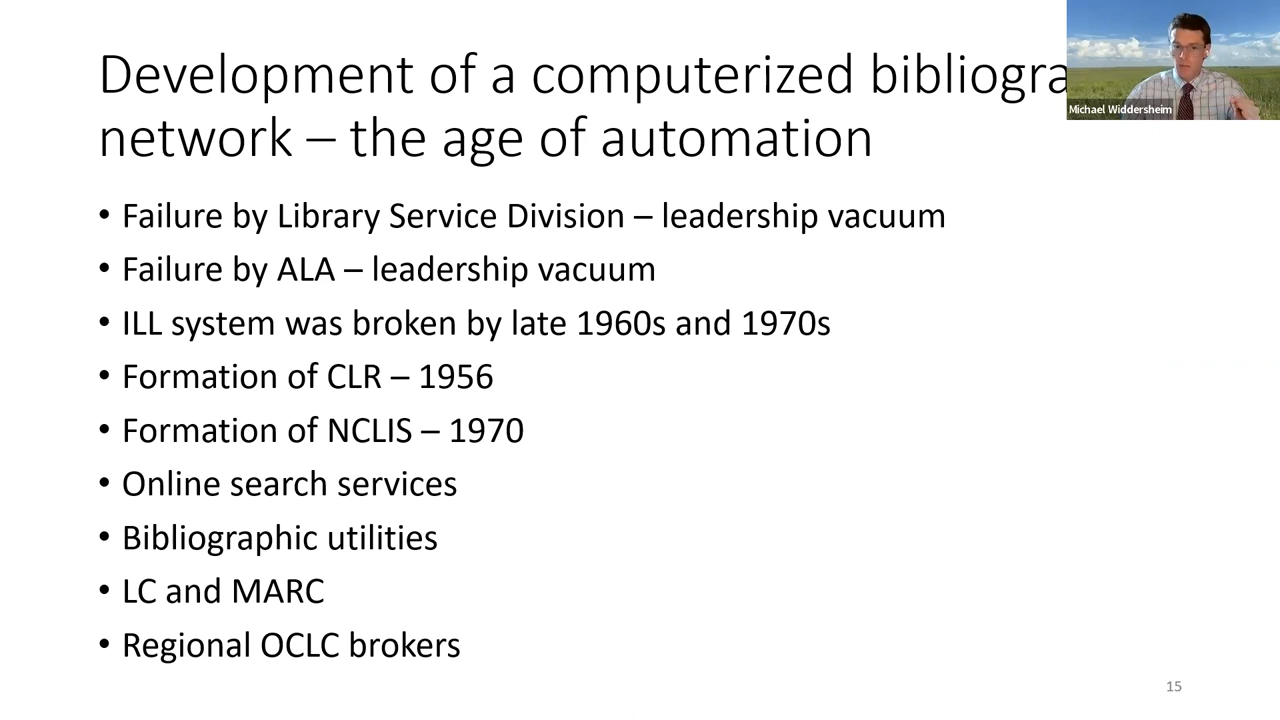 Development of a computerized bibliogra
network – the age of automation
Michael Widdersheim
• Failure by Library Service Division – leadership vacuum
• Failure by ALA – leadership vacuum
• ILL system was broken by late 1960s and 1970s
• Formation of CLR – 1956
• Formation of NCLIS – 1970
• Online search services
• Bibliographic utilities
• LC and MARC
• Regional OCLC brokers
15